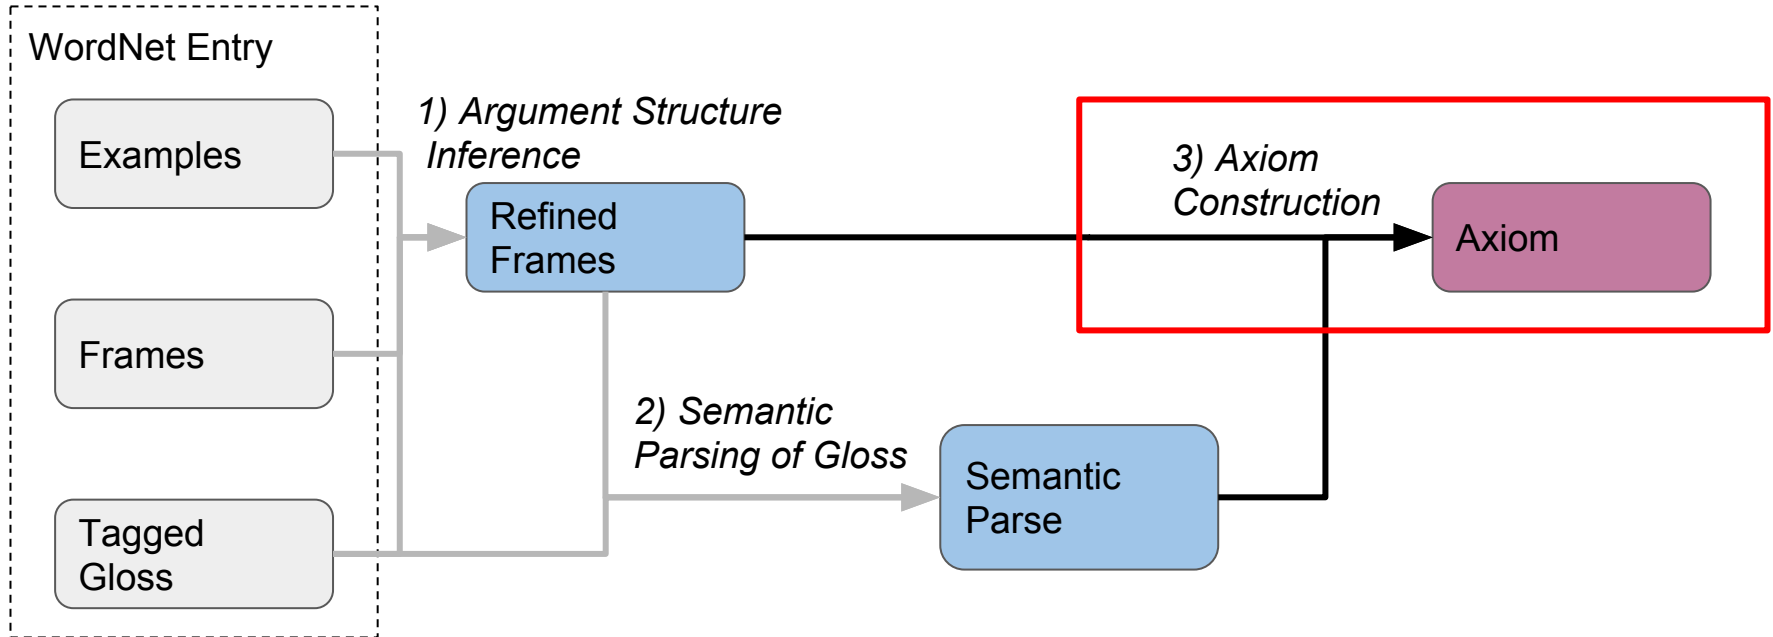 WordNet Entry
Examples
Frames
Tagged
Gloss
1) Argument Structure
Inference
Refined
Frames
2) Semantic
Parsing of Gloss
Semantic
Parse
3) Axiom
Construction
Axiom